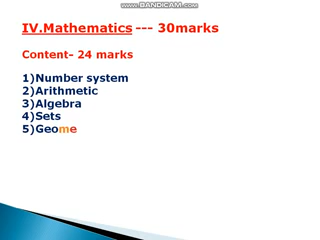 www.BANDICAM.com
IV.Mathematics --- 30marks
Content- 24 marks
1)Number system
2)Arithmetic
3)Algebra
4)Sets
5)Geome